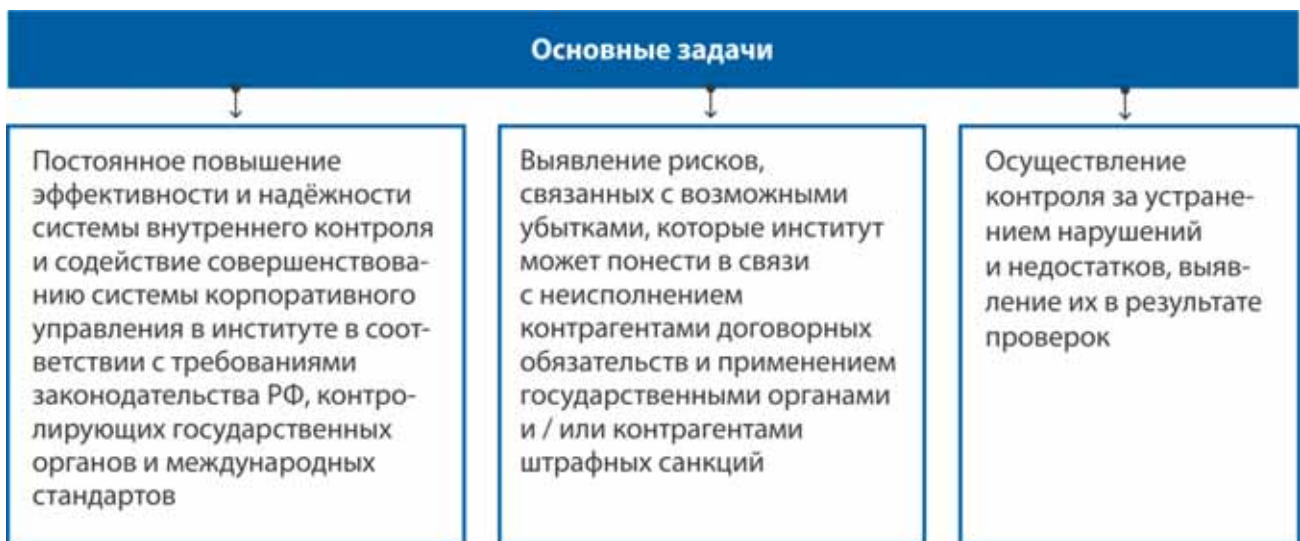 Основные задачи
Постоянное повышение
эффективности и надёжности
системы внутреннего контроля
и содействие совершенствова-
нию системы корпоративного
управления в институте в соот-
ветствии с требованиями
законодательства РФ, контро-
лирующих государственных
органов и международных
стандартов
Выявление рисков,
связанных с возможными
убытками, которые институт
может понести в связи
с неисполнением
контрагентами договорных
обязательств и применением
государственными органами
и / или контрагентами
штрафных санкций
Осуществление
контроля за устране-
нием нарушений
и недостатков, выяв-
ление их в результате
проверок